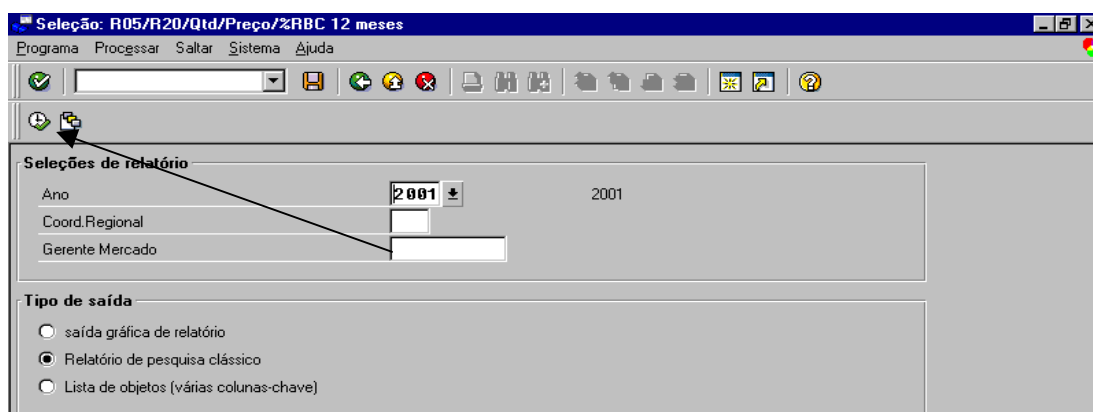 Seleção: R05/R20/Qtd/Preço/%RBC 12 meses
Programa Processar Saltar Sistema Ajuda
Seleções de relatório
Ano 2001 2001
Coord.Regional
Gerente Mercado
Tipo de saída
saída gráfica de relatório
Relatório de pesquisa clássico
Lista de objetos (várias colunas-chave)